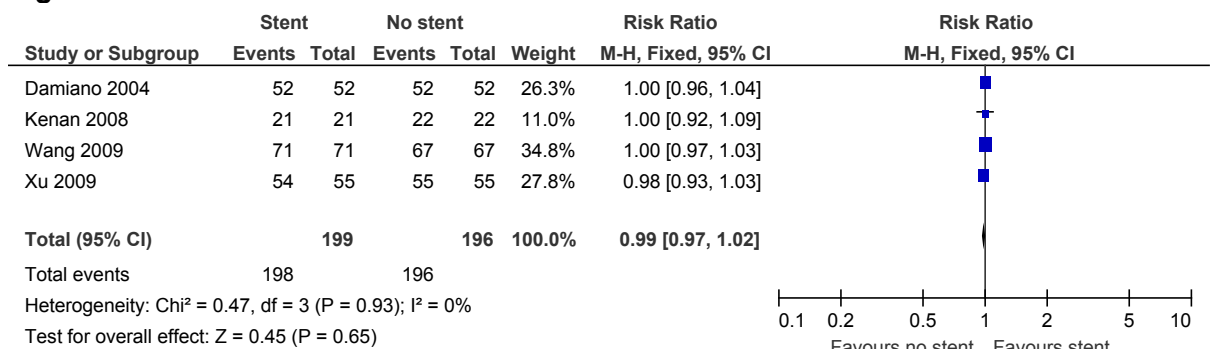 Stent No stent Risk Ratio Risk Ratio
Study or Subgroup Events Total Events Total Weight M-H, Fixed, 95% CI M-H, Fixed, 95% CI
Damiano 2004 52 52 52 52 26.3% 1.00 [0.96, 1.04]
Kenan 2008 21 21 22 22 11.0% 1.00 [0.92, 1.09]
Wang 2009 71 71 67 67 34.8% 1.00 [0.97, 1.03]
Xu 2009 54 55 55 55 27.8% 0.98 [0.93, 1.03]
Total (95% CI) 199 196 100.0% 0.99 [0.97, 1.02]
Total events 198 196
Heterogeneity: Chi² = 0.47, df = 3 (P = 0.93); I² = 0%
Test for overall effect: Z = 0.45 (P = 0.65)
0.1 0.2 0.5 1 2 5 10
Favours no stent Favours stent